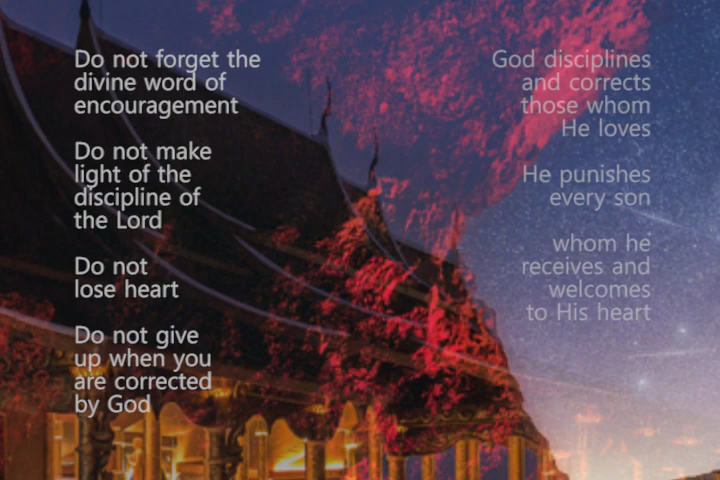 Do not forget the
divine word of
encouragement
Do not make
light of the
discipline of
the Lord
Do not
lose heart
Do not give
up when you
are corrected
by God
God disciplines
and corrects
those whom
He loves
He punishes
every son
whom he
receives and
welcomes
to His heart